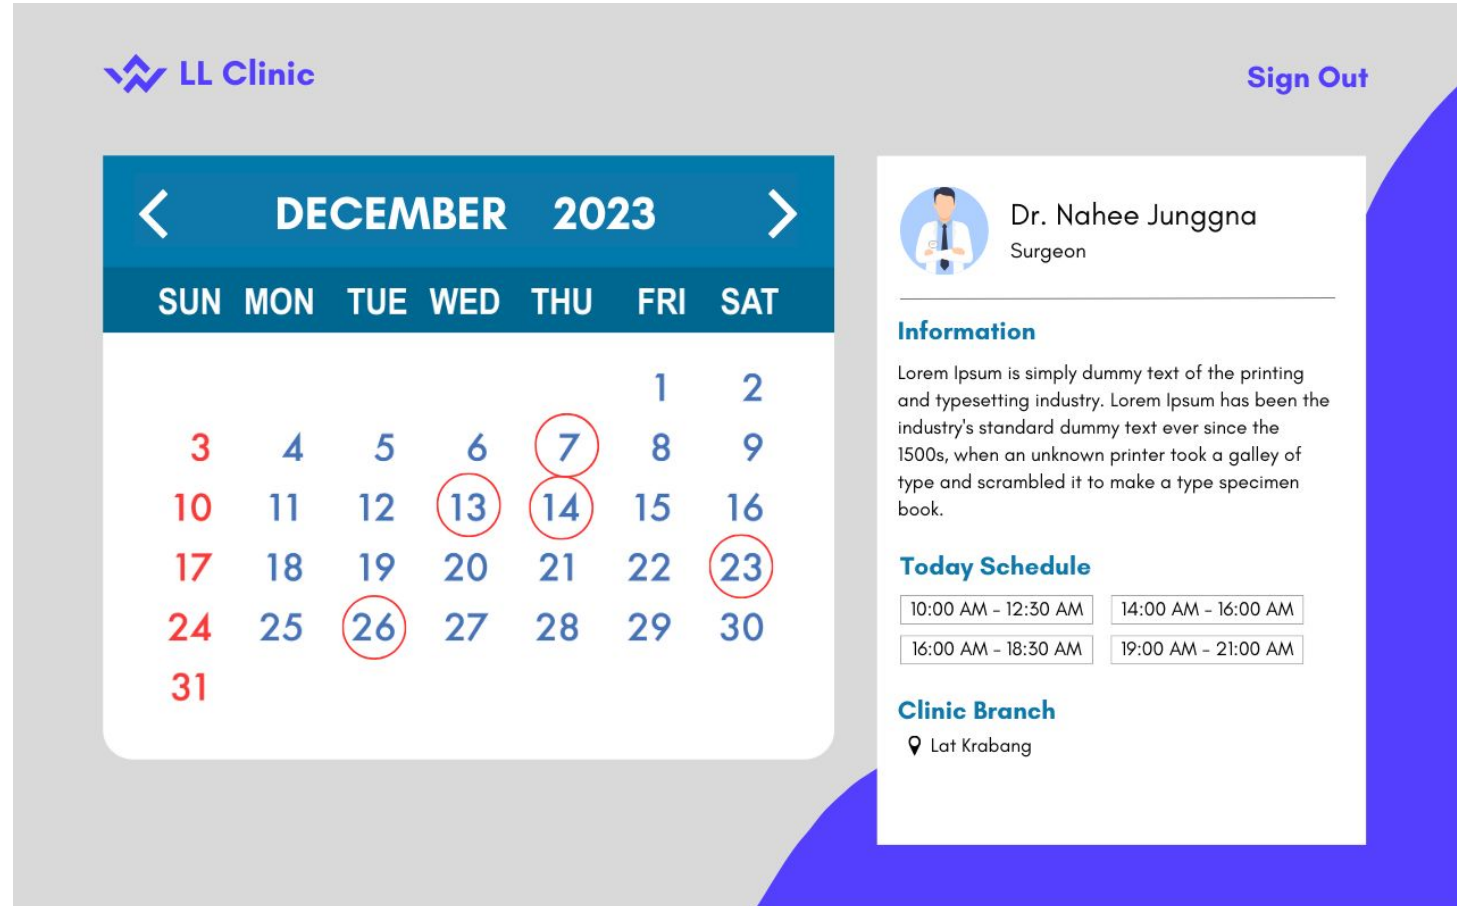 LL Clinic
Sign Out
DECEMBER 2023
SUN MON TUE WED THU FRI SAT
1 2
3 4 5 6 7 8 9
10 11 12 13 14 15 16
17 18 19 20 21 22 23
24 25 26 27 28 29 30
31
Dr. Nahee Junggna
Surgeon
Information
Lorem Ipsum is simply dummy text of the printing
and typesetting industry. Lorem Ipsum has been the
industry's standard dummy text ever since the
1500s, when an unknown printer took a galley of
type and scrambled it to make a type specimen
book.
Today Schedule
10:00 AM - 12:30 AM 14:00 AM - 16:00 AM
16:00 AM - 18:30 AM 19:00 AM - 21:00 AM
Clinic Branch
Lat Krabang